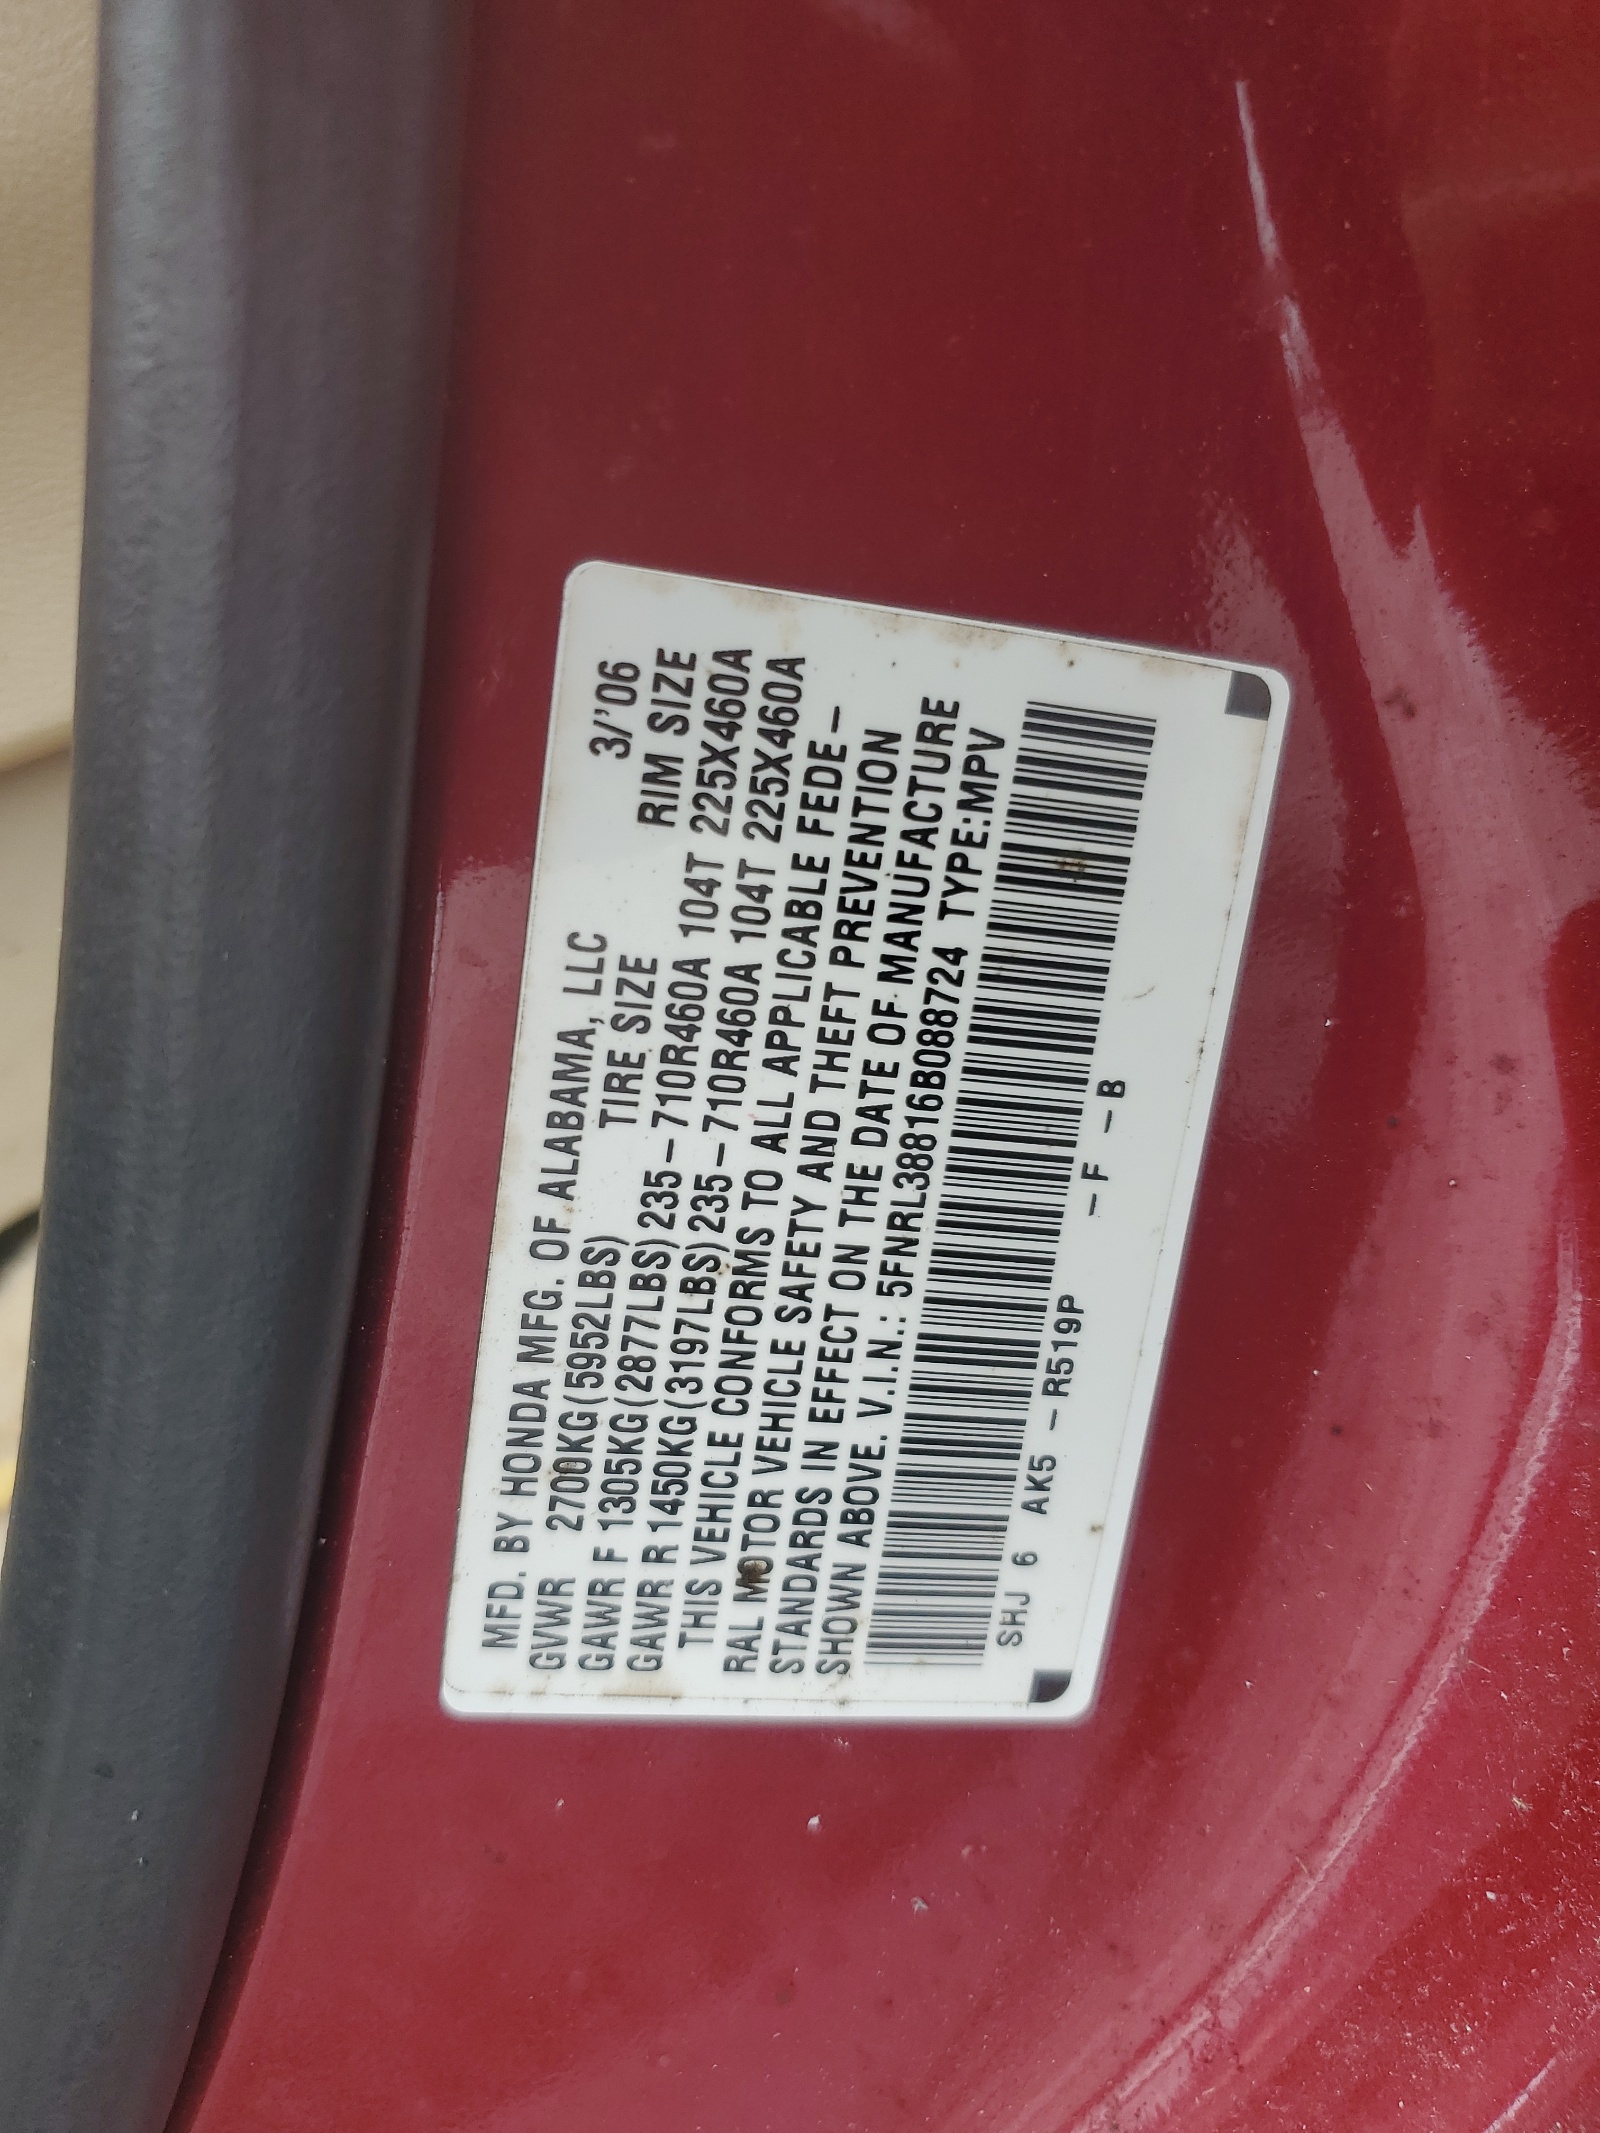 MFD. BY HONDA MFG. OF ALABAMA, LLC 3/'06
GVWR 2700KG(5952LBS) TIRE SIZE RIM SIZE
GAWR F 1305KG(2877LBS)235-710R460A 104T 225X460A
GAWR R 1450KG(3197LBS)235-710R460A 104T 225X460A
THIS VEHICLE CONFORMS TO ALL APPLICABLE FEDE-
RAL MOTOR VEHICLE SAFETY AND THEFT PREVENTION
STANDARDS IN EFFECT ON THE DATE OF MANUFACTURE
SHOWN ABOVE. V.I.N.: 5FNRL38816B088724 TYPE:MPV
SHJ 6 AK5 -R519P -F -B